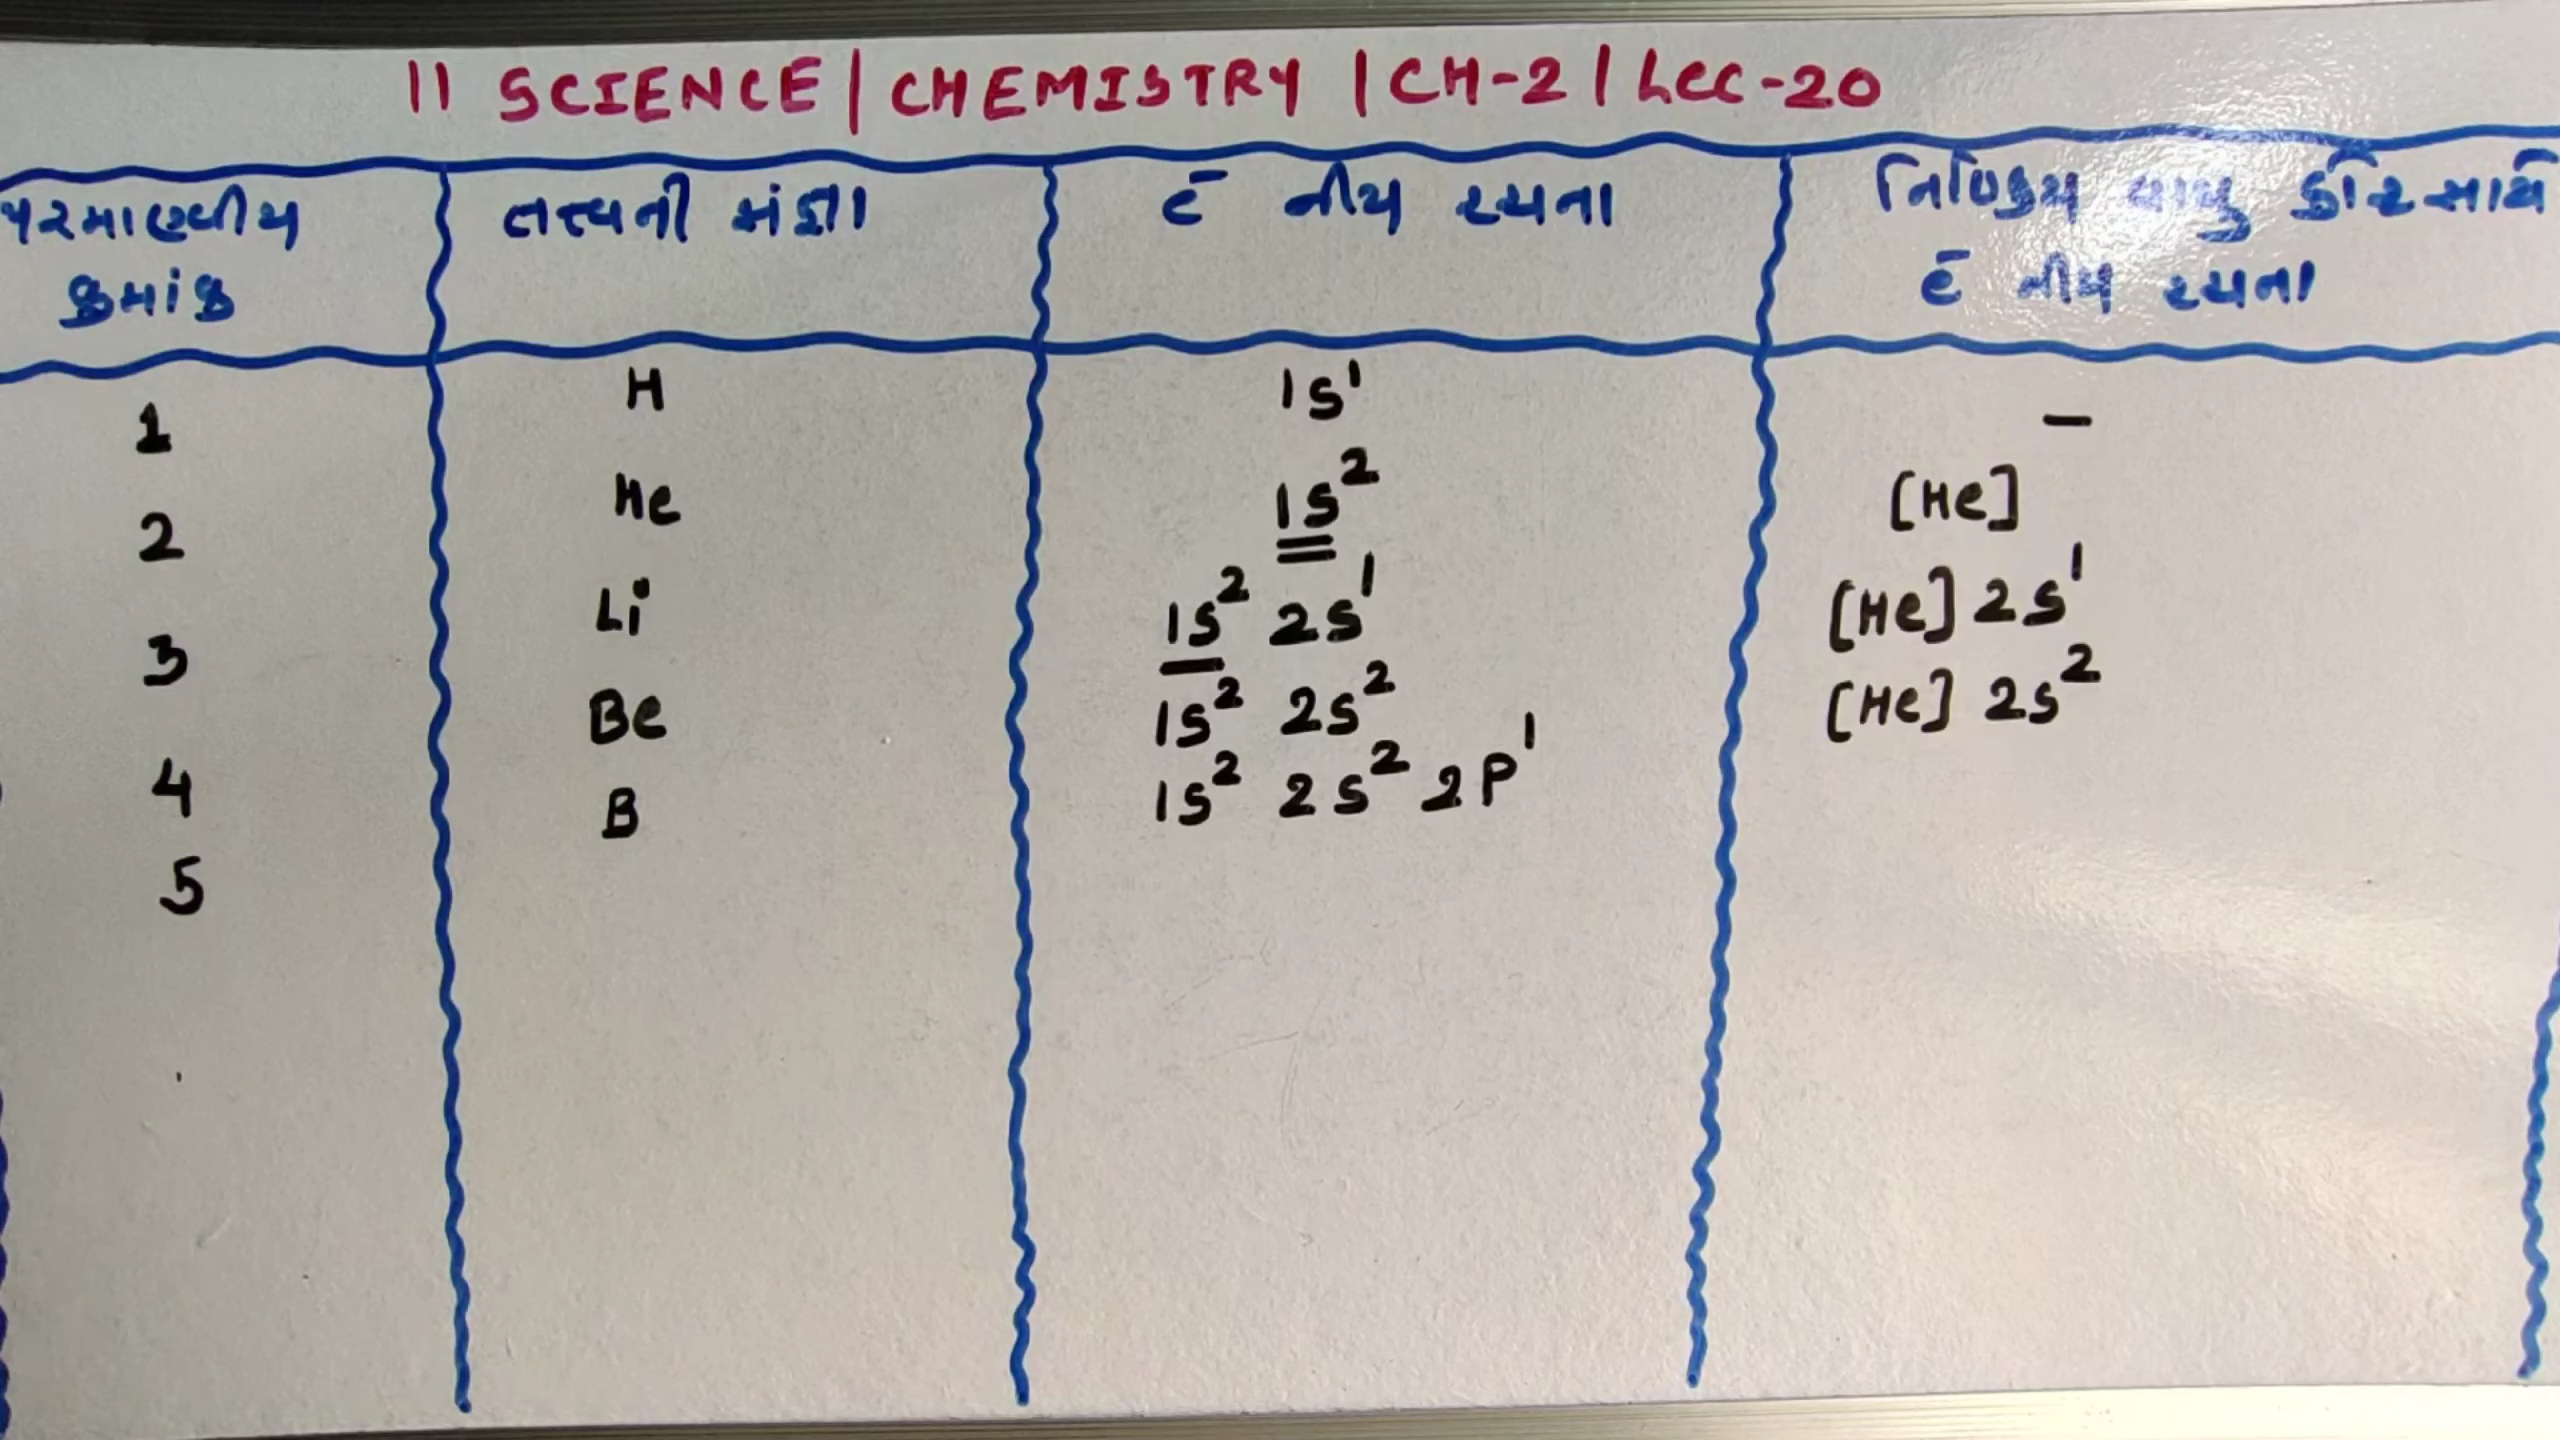 11 SCIENCE | CHEMISTRY | CH-2 | LEC-20
પરમાણ્વીય ક્રમાંક
તત્ત્વની સંજ્ઞા
ē નીય રચના
નિષ્ક્રિય વાયુ કોર સાથે
ē નીય રચના
1 H 1s¹ –
2 He 1s² [He]
3 Li 1s² 2s¹ [He] 2s¹
4 Be 1s² 2s² [He] 2s²
5 B 1s² 2s² 2P¹